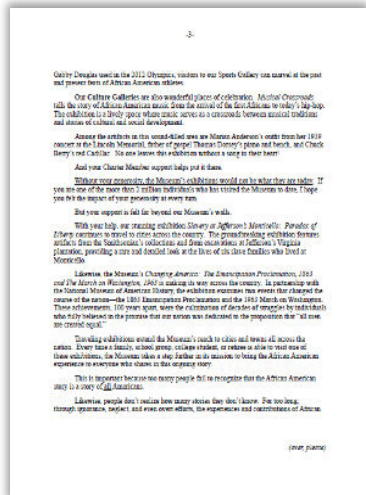 -3-
Gabby Douglas used in the 2012 Olympics, visitors to our Sports Gallery can marvel at the past
and present feats of African American athletes.
Our Culture Galleries are also wonderful places of celebration. Musical Crossroads
tells the story of African American music from the arrival of the first Africans to today's hip-hop.
The exhibition is a lively space where music serves as a crossroads between musical traditions
and stories of cultural and social development.
Among the artifacts in this sound-filled area are Marian Anderson's outfit from her 1939
concert at the Lincoln Memorial, father of gospel Thomas Dorsey's piano and bench, and Chuck
Berry's red Cadillac. No one leaves this exhibition without a song in their heart!
And your Charter Member support helps put it there.
Without your generosity, the Museum's exhibitions would not be what they are today. If
you are one of the more than 2 million individuals who has visited the Museum to date, I hope
you felt the impact of your generosity at every turn.
But your support is felt far beyond our Museum's walls.
With your help, our stunning exhibition Slavery at Jefferson's Monticello: Paradox of
Liberty continues to travel to cities across the country. The groundbreaking exhibition features
artifacts from the Smithsonian's collections and from excavations at Jefferson's Virginia
plantation, providing a rare and detailed look at the lives of six slave families who lived at
Monticello.
Likewise, the Museum's Changing America: The Emancipation Proclamation, 1863
and The March on Washington, 1963 is making its way across the country. In partnership with
the National Museum of American History, the exhibition examines two events that changed the
course of the nation—the 1863 Emancipation Proclamation and the 1963 March on Washington.
These achievements, 100 years apart, were the culmination of decades of struggles by individuals
who fully believed in the promise that our nation was dedicated to the proposition that "all men
are created equal."
Traveling exhibitions extend the Museum's reach to cities and towns all across the
nation. Every time a family, school group, college student, or retiree is able to visit one of
these exhibitions, the Museum takes a step further in its mission to bring the African American
experience to everyone who shares in this ongoing story.
This is important because too many people fail to recognize that the African American
story is a story of all Americans.
Likewise, people don't realize how many stories they don't know. For too long,
through ignorance, neglect, and even overt efforts, the experiences and contributions of African
(over, please)